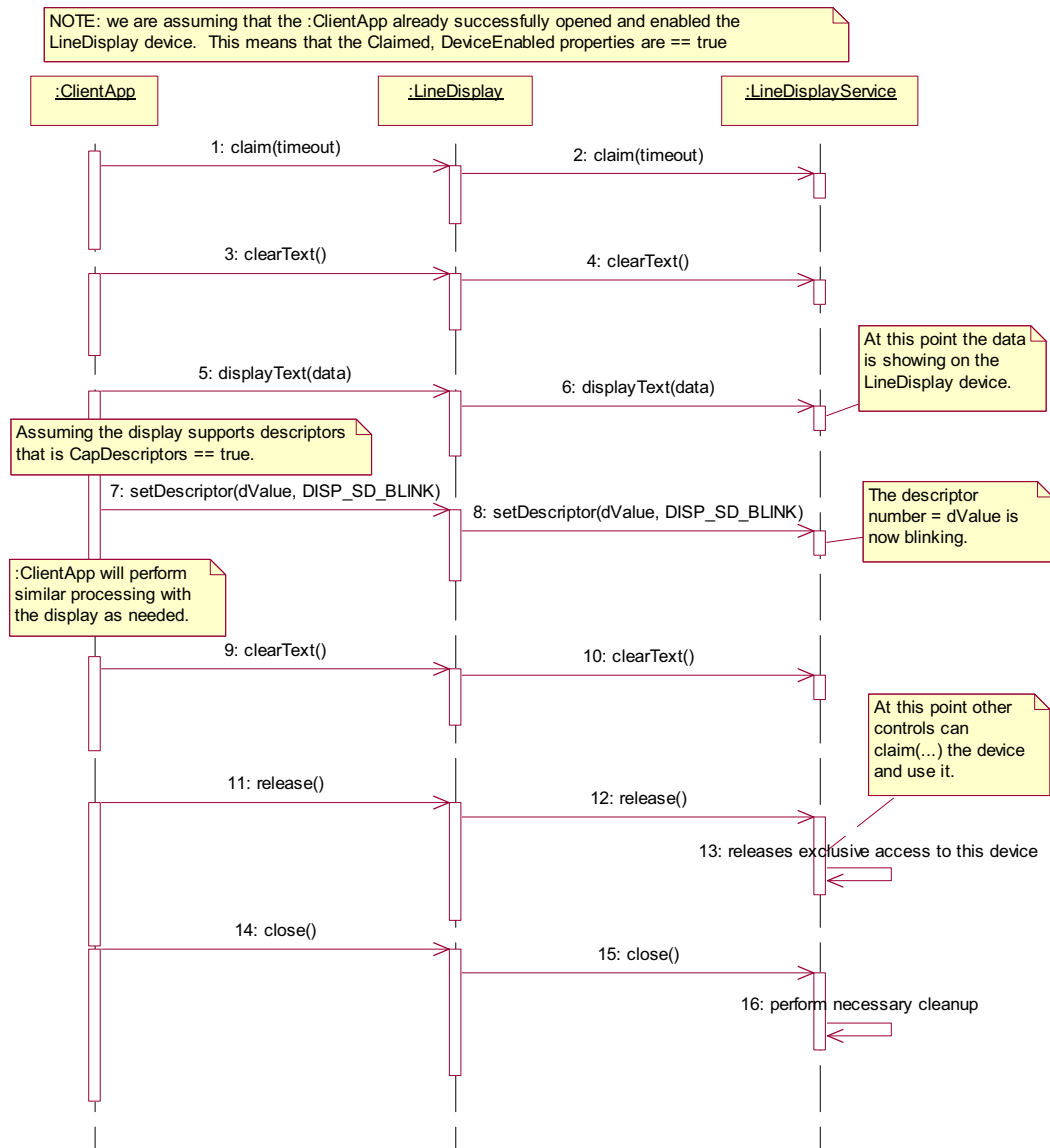 NOTE: we are assuming that the :ClientApp already successfully opened and enabled the
LineDisplay device.  This means that the Claimed, DeviceEnabled properties are == true
:ClientApp
:LineDisplay
:LineDisplayService
1: claim(timeout)
2: claim(timeout)
3: clearText()
4: clearText()
At this point the data
is showing on the
LineDisplay device.
5: displayText(data)
6: displayText(data)
Assuming the display supports descriptors
that is CapDescriptors == true.
7: setDescriptor(dValue, DISP_SD_BLINK)
8: setDescriptor(dValue, DISP_SD_BLINK)
The descriptor
number = dValue is
now blinking.
:ClientApp will perform
similar processing with
the display as needed.
9: clearText()
10: clearText()
At this point other
controls can
claim(...) the device
and use it.
11: release()
12: release()
13: releases exclusive access to this device
14: close()
15: close()
16: perform necessary cleanup